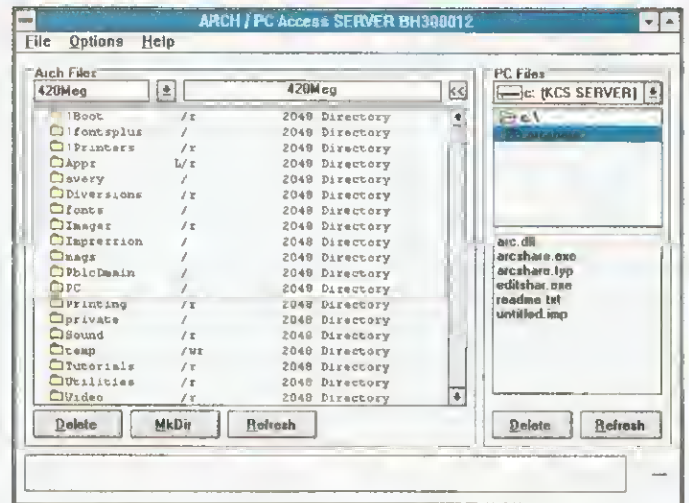 ARCH / PC Access SERVER BH300012
File Options Help
Arch Files
420Meg 420Meg <<
!Boot /r 2048 Directory
!fontsplus / 2048 Directory
!Printers /r 2048 Directory
Appr L/r 2048 Directory
avery / 2048 Directory
Diversions /r 2048 Directory
fonts / 2048 Directory
Imager /r 2048 Directory
Imprerrion / 2048 Directory
mags / 2048 Directory
PblcDmain / 2048 Directory
PC / 2048 Directory
Printing /r 2048 Directory
private / 2048 Directory
Sound /r 2048 Directory
temp /wr 2048 Directory
Tutorials /r 2048 Directory
Utilities /r 2048 Directory
Video /r 2048 Directory
Delete MkDir Refresh
PC Files
c: [KCS SERVER]
c:\
arcshare
arc.dll
arcshare.exe
arcshare.typ
editshar.exe
readme.txt
untitled.imp
Delete Refresh